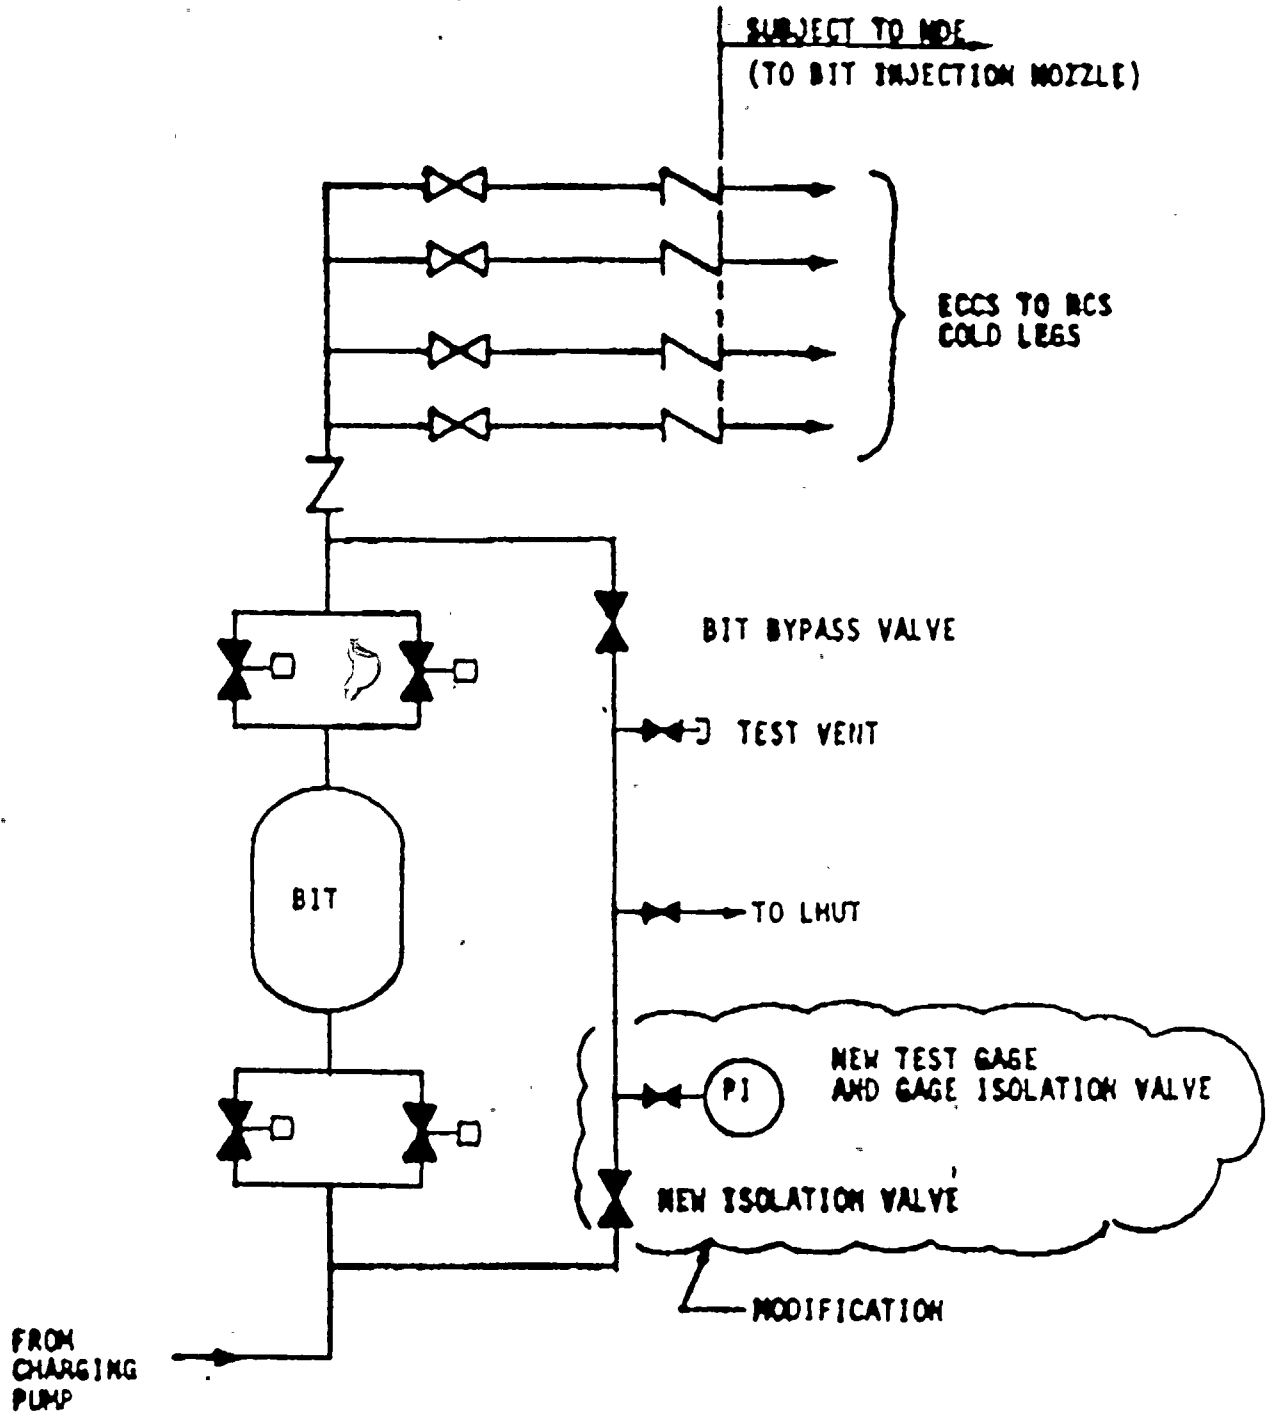 SUBJECT TO NDE
(TO BIT INJECTION NOZZLE)
ECCS TO RCS
COLD LEGS
BIT BYPASS VALVE
TEST VENT
BIT
TO LHUT
NEW TEST GAGE
AND GAGE ISOLATION VALVE
PI
NEW ISOLATION VALVE
MODIFICATION
FROM
CHARGING
PUMP